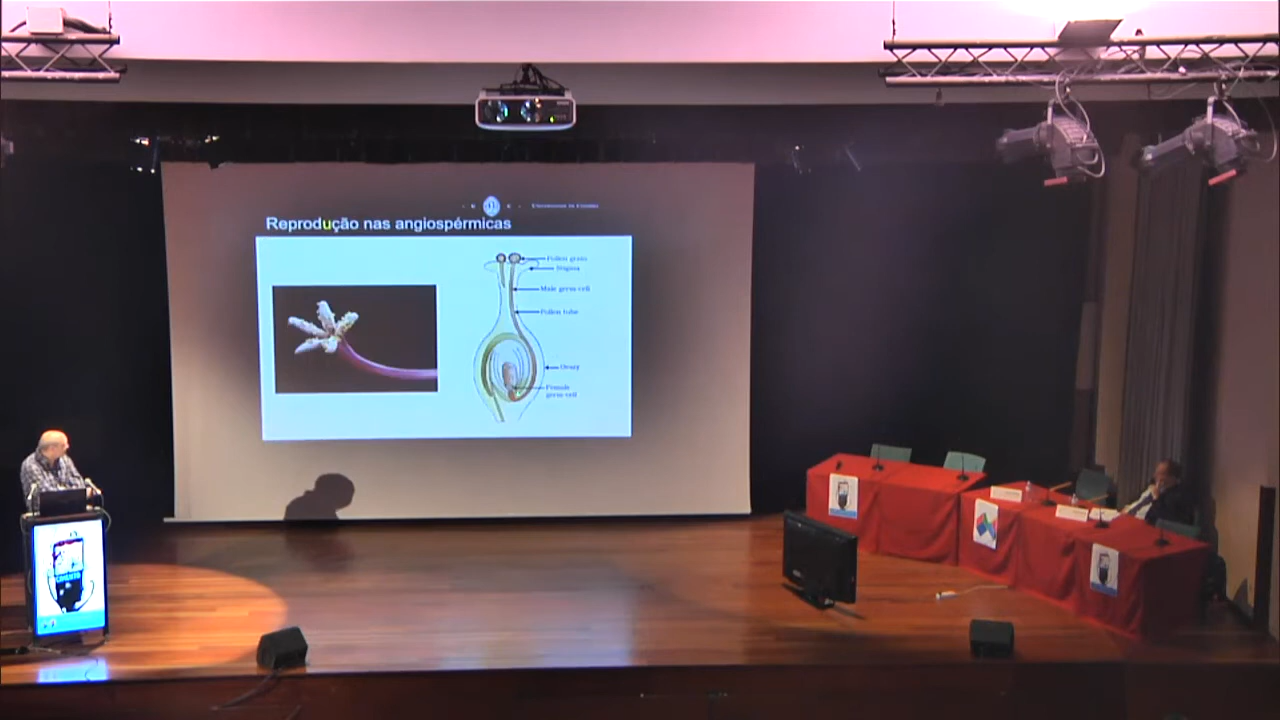 Reprodução nas angiospérmicas
Pollen grain
Stigma
Male germ cell
Pollen tube
Ovary
Female
germ cell